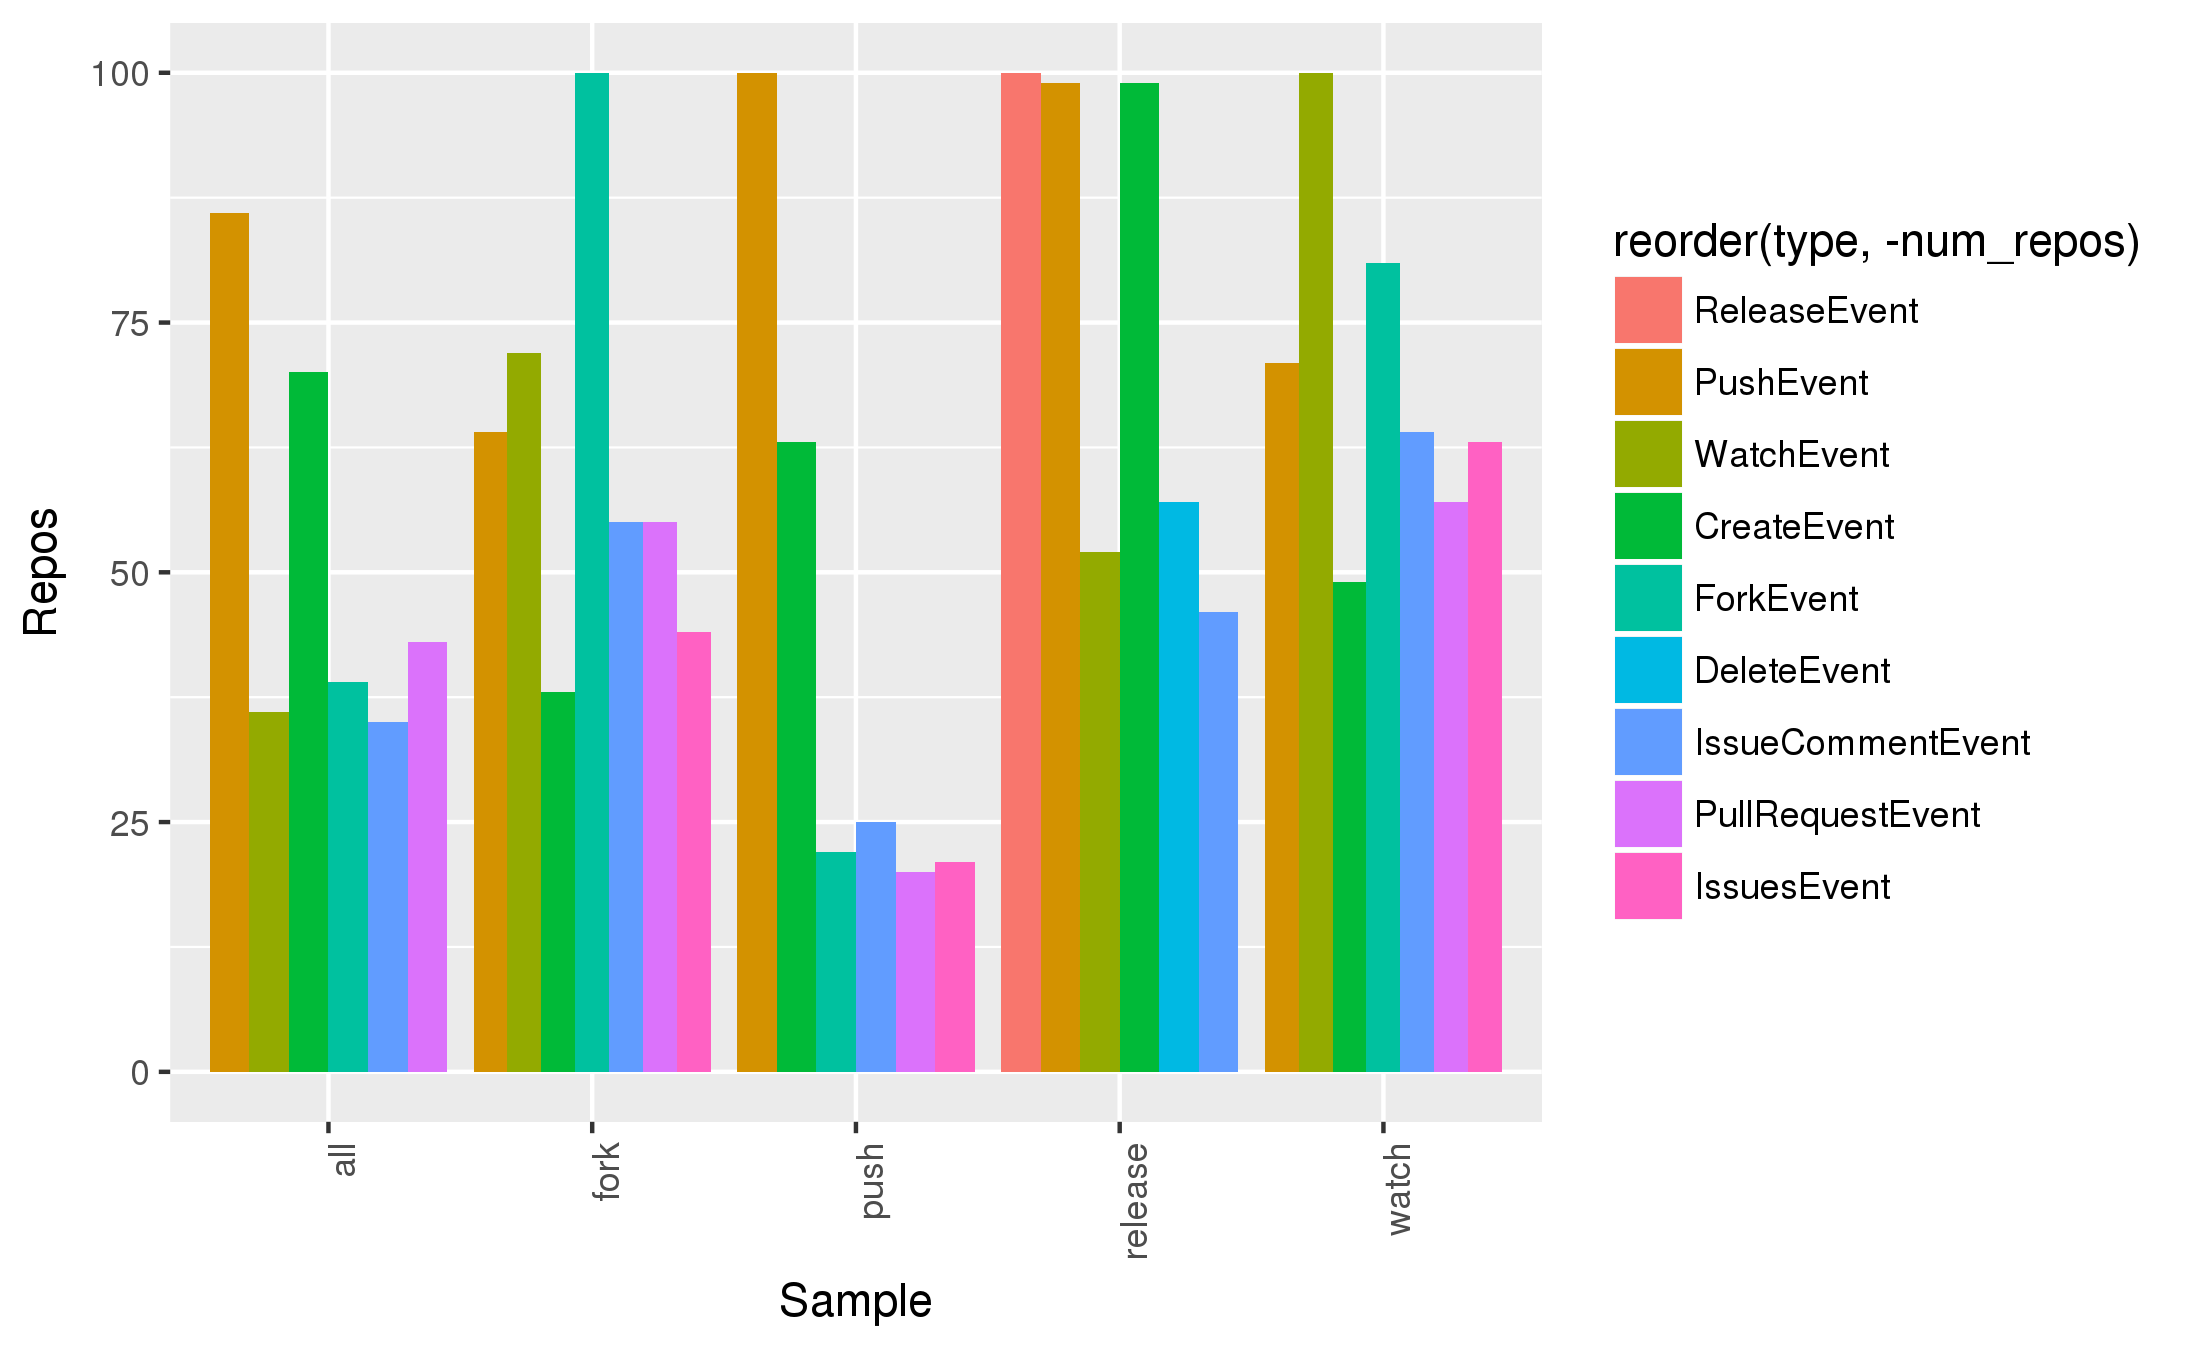 Repos
100
75
50
25
0
all
fork
push
release
watch
Sample
reorder(type, -num_repos)
ReleaseEvent
PushEvent
WatchEvent
CreateEvent
ForkEvent
DeleteEvent
IssueCommentEvent
PullRequestEvent
IssuesEvent